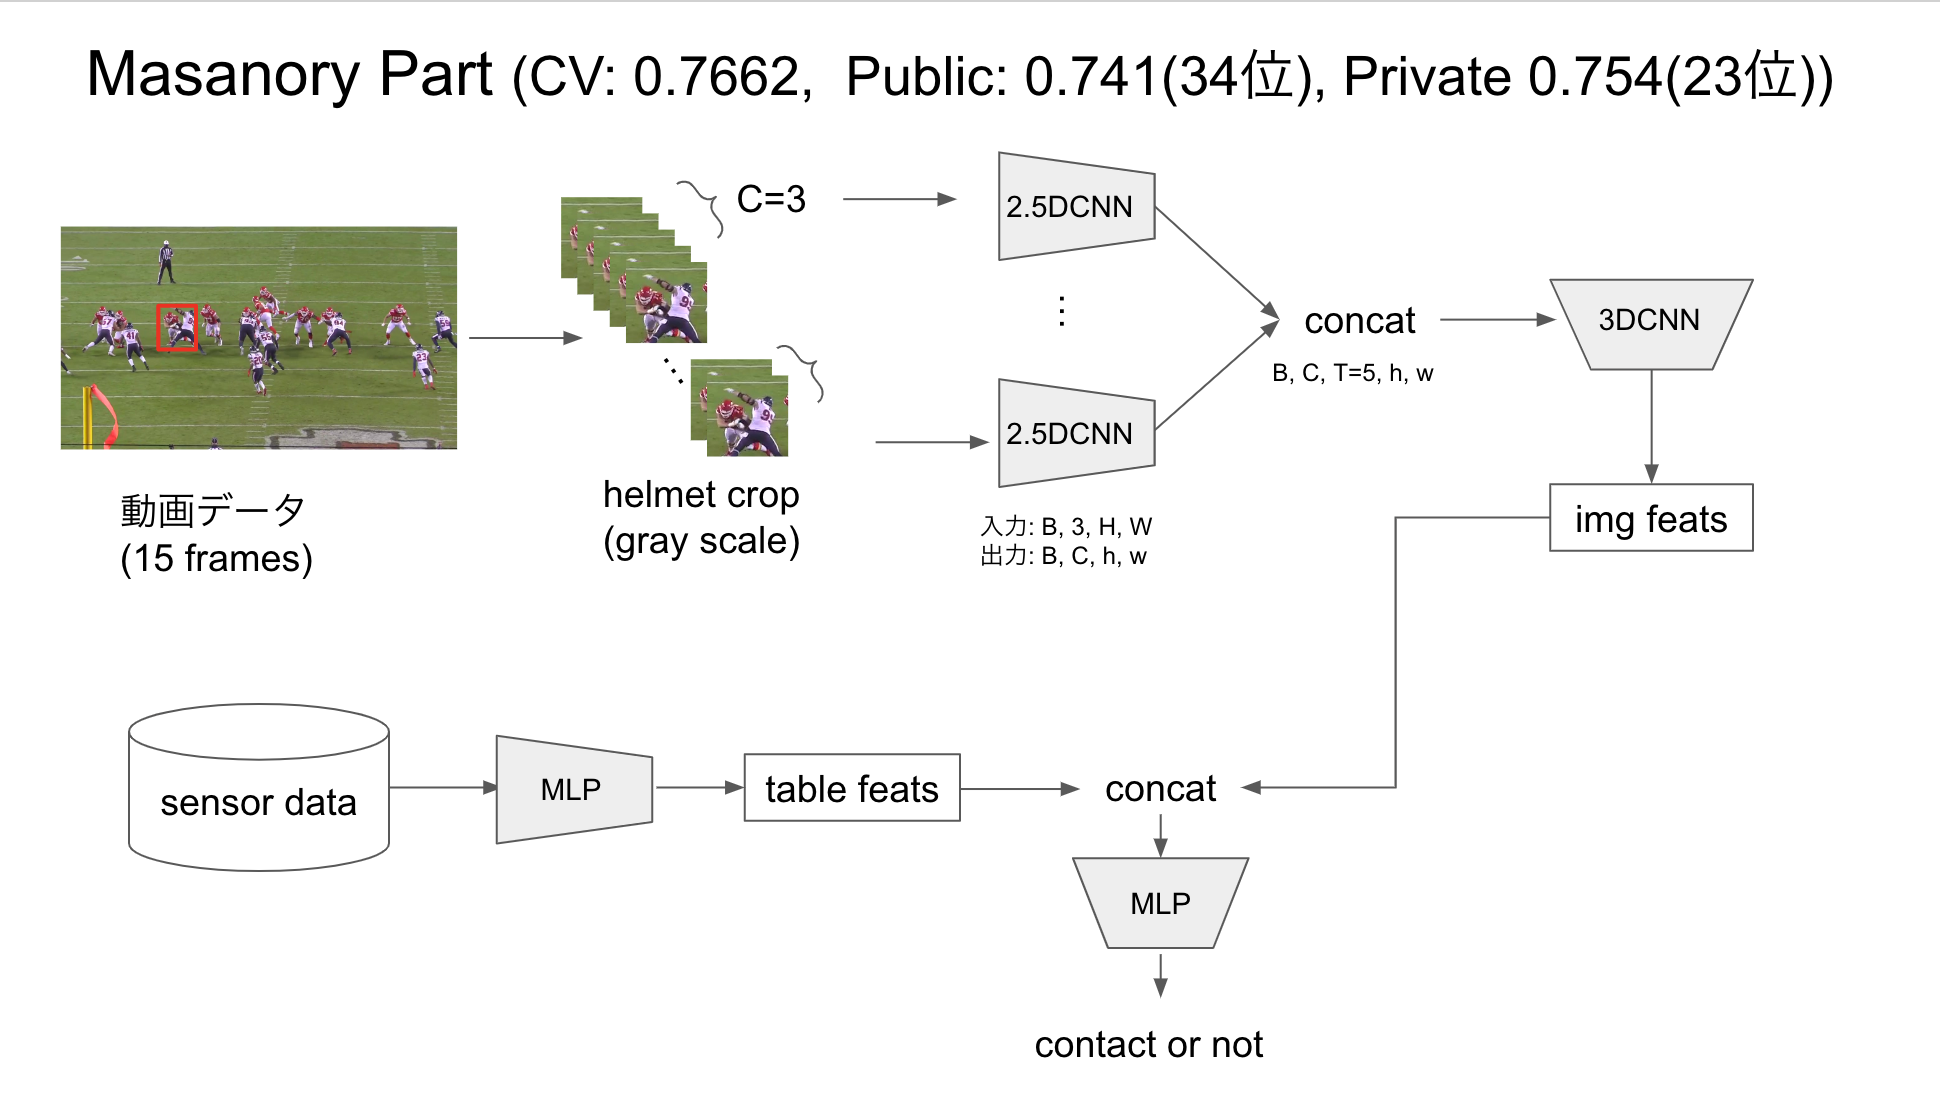 Masanory Part (CV: 0.7662, Public: 0.741(34位), Private 0.754(23位))
C=3
2.5DCNN
concat
B, C, T=5, h, w
3DCNN
2.5DCNN
動画データ
(15 frames)
helmet crop
(gray scale)
入力: B, 3, H, W
出力: B, C, h, w
img feats
sensor data
MLP
table feats
concat
MLP
contact or not